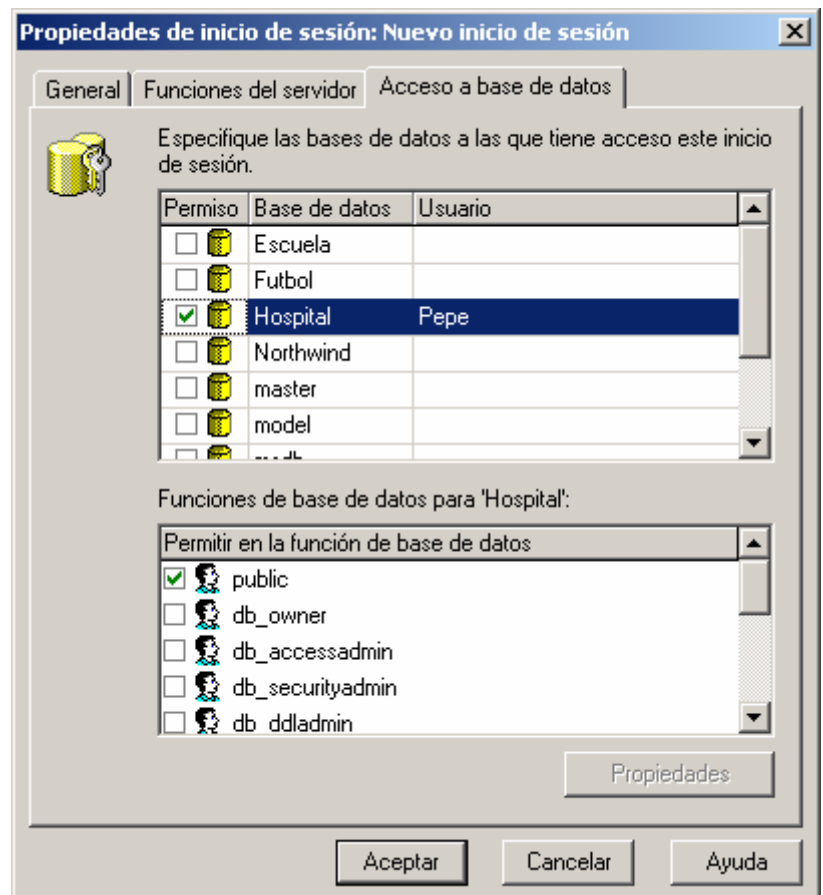 Propiedades de inicio de sesión: Nuevo inicio de sesión
General Funciones del servidor Acceso a base de datos
Especifique las bases de datos a las que tiene acceso este inicio
de sesión.
Permiso Base de datos Usuario
Escuela
Futbol
Hospital Pepe
Northwind
master
model
Funciones de base de datos para 'Hospital':
Permitir en la función de base de datos
public
db_owner
db_accessadmin
db_securityadmin
db_ddladmin
Propiedades
Aceptar Cancelar Ayuda